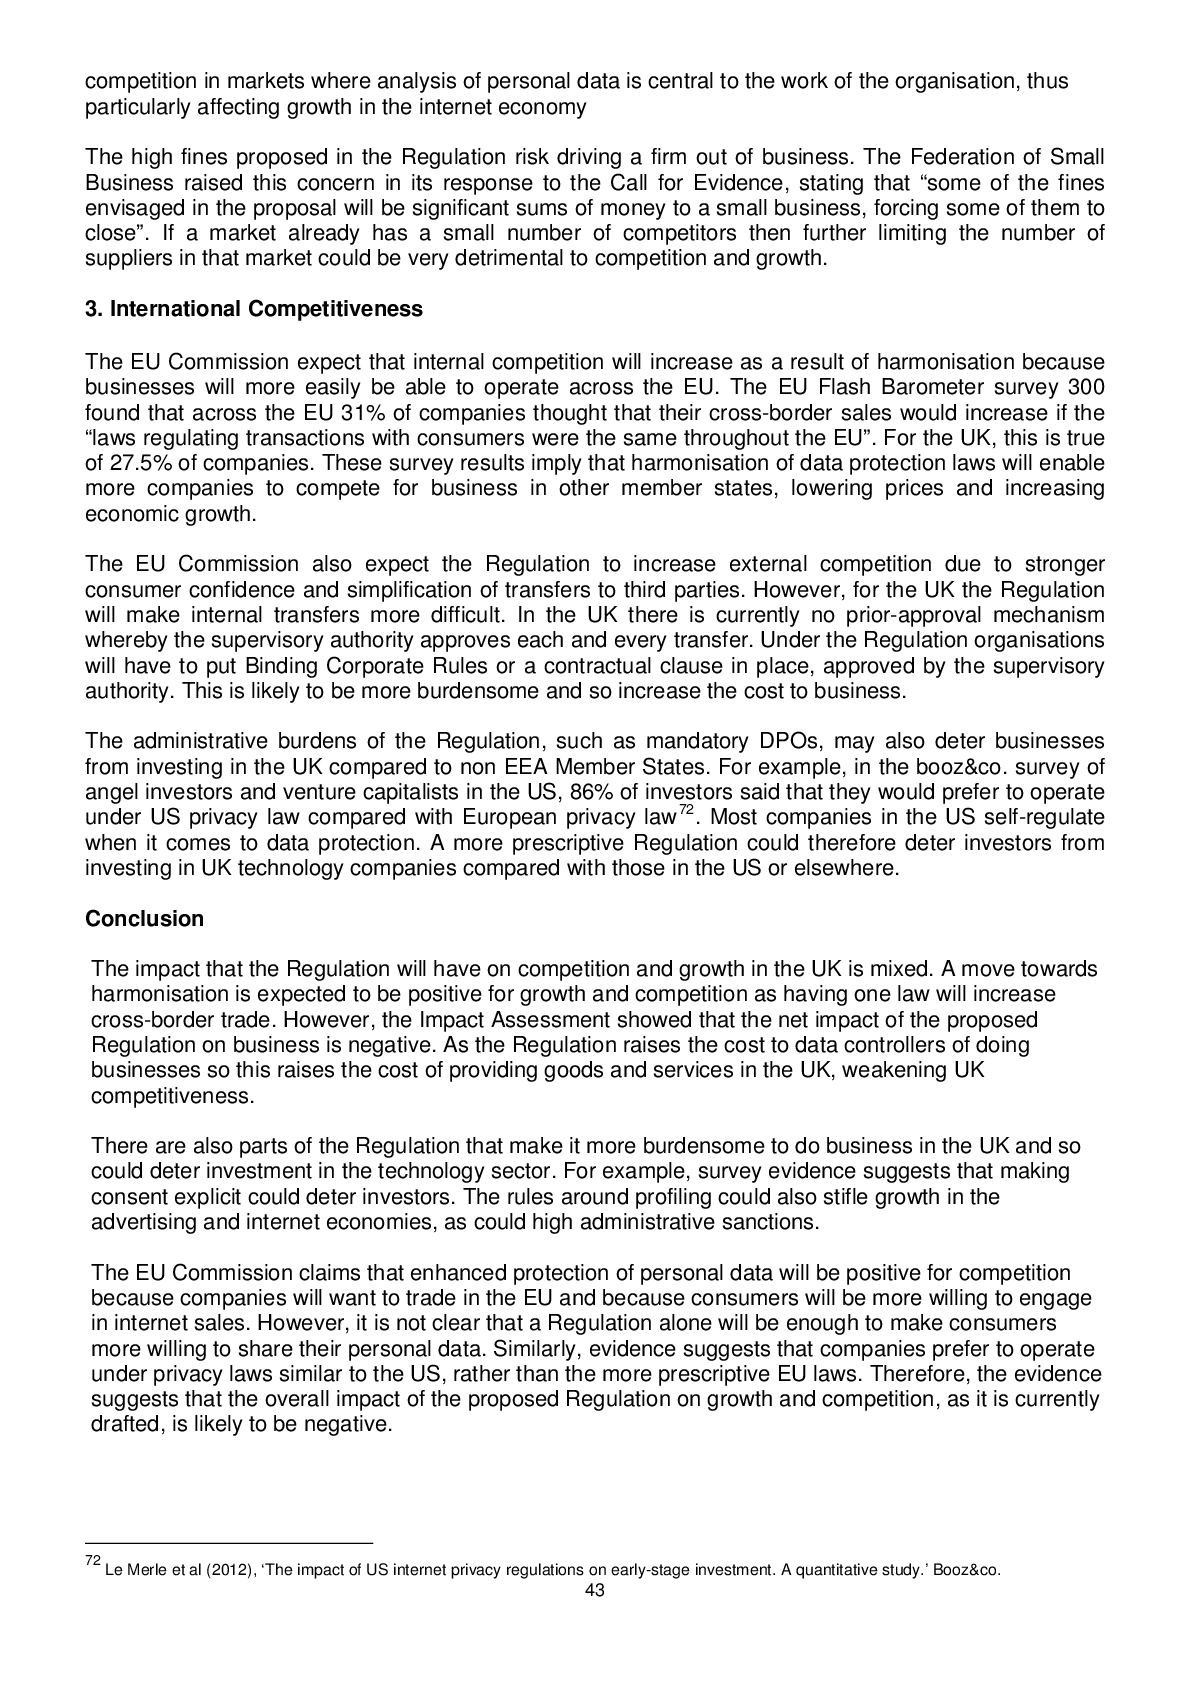 competition in markets where analysis of personal data is central to the work of the organisation, thus
particularly affecting growth in the internet economy
The high fines proposed in the Regulation risk driving a firm out of business. The Federation of Small
Business raised this concern in its response to the Call for Evidence, stating that “some of the fines
envisaged in the proposal will be significant sums of money to a small business, forcing some of them to
close”. If a market already has a small number of competitors then further limiting the number of
suppliers in that market could be very detrimental to competition and growth.
3. International Competitiveness
The EU Commission expect that internal competition will increase as a result of harmonisation because
businesses will more easily be able to operate across the EU. The EU Flash Barometer survey 300
found that across the EU 31% of companies thought that their cross-border sales would increase if the
“laws regulating transactions with consumers were the same throughout the EU”. For the UK, this is true
of 27.5% of companies. These survey results imply that harmonisation of data protection laws will enable
more companies to compete for business in other member states, lowering prices and increasing
economic growth.
The EU Commission also expect the Regulation to increase external competition due to stronger
consumer confidence and simplification of transfers to third parties. However, for the UK the Regulation
will make internal transfers more difficult. In the UK there is currently no prior-approval mechanism
whereby the supervisory authority approves each and every transfer. Under the Regulation organisations
will have to put Binding Corporate Rules or a contractual clause in place, approved by the supervisory
authority. This is likely to be more burdensome and so increase the cost to business.
The administrative burdens of the Regulation, such as mandatory DPOs, may also deter businesses
from investing in the UK compared to non EEA Member States. For example, in the booz&co. survey of
angel investors and venture capitalists in the US, 86% of investors said that they would prefer to operate
under US privacy law compared with European privacy law72. Most companies in the US self-regulate
when it comes to data protection. A more prescriptive Regulation could therefore deter investors from
investing in UK technology companies compared with those in the US or elsewhere.
Conclusion
The impact that the Regulation will have on competition and growth in the UK is mixed. A move towards
harmonisation is expected to be positive for growth and competition as having one law will increase
cross-border trade. However, the Impact Assessment showed that the net impact of the proposed
Regulation on business is negative. As the Regulation raises the cost to data controllers of doing
businesses so this raises the cost of providing goods and services in the UK, weakening UK
competitiveness.
There are also parts of the Regulation that make it more burdensome to do business in the UK and so
could deter investment in the technology sector. For example, survey evidence suggests that making
consent explicit could deter investors. The rules around profiling could also stifle growth in the
advertising and internet economies, as could high administrative sanctions.
The EU Commission claims that enhanced protection of personal data will be positive for competition
because companies will want to trade in the EU and because consumers will be more willing to engage
in internet sales. However, it is not clear that a Regulation alone will be enough to make consumers
more willing to share their personal data. Similarly, evidence suggests that companies prefer to operate
under privacy laws similar to the US, rather than the more prescriptive EU laws. Therefore, the evidence
suggests that the overall impact of the proposed Regulation on growth and competition, as it is currently
drafted, is likely to be negative.
72 Le Merle et al (2012), ‘The impact of US internet privacy regulations on early-stage investment. A quantitative study.’ Booz&co.
43